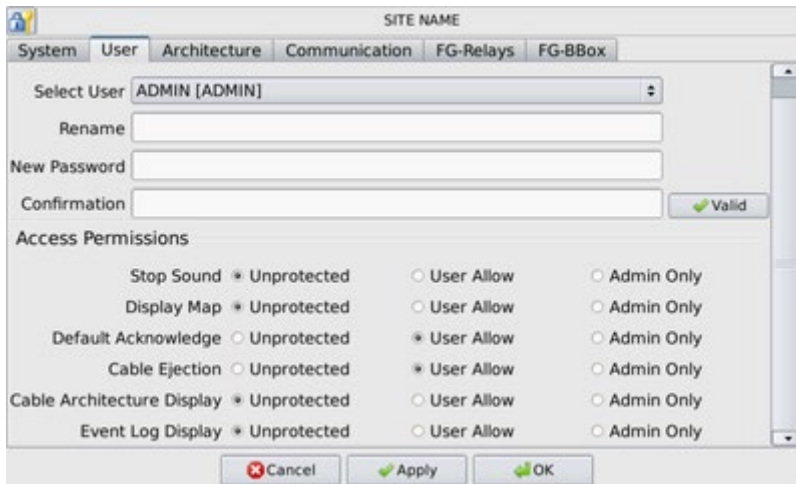 SITE NAME
System User Architecture Communication FG-Relays FG-BBox
Select User ADMIN [ADMIN]
Rename
New Password
Confirmation Valid
Access Permissions
Stop Sound Unprotected User Allow Admin Only
Display Map Unprotected User Allow Admin Only
Default Acknowledge Unprotected User Allow Admin Only
Cable Ejection Unprotected User Allow Admin Only
Cable Architecture Display Unprotected User Allow Admin Only
Event Log Display Unprotected User Allow Admin Only
Cancel Apply OK